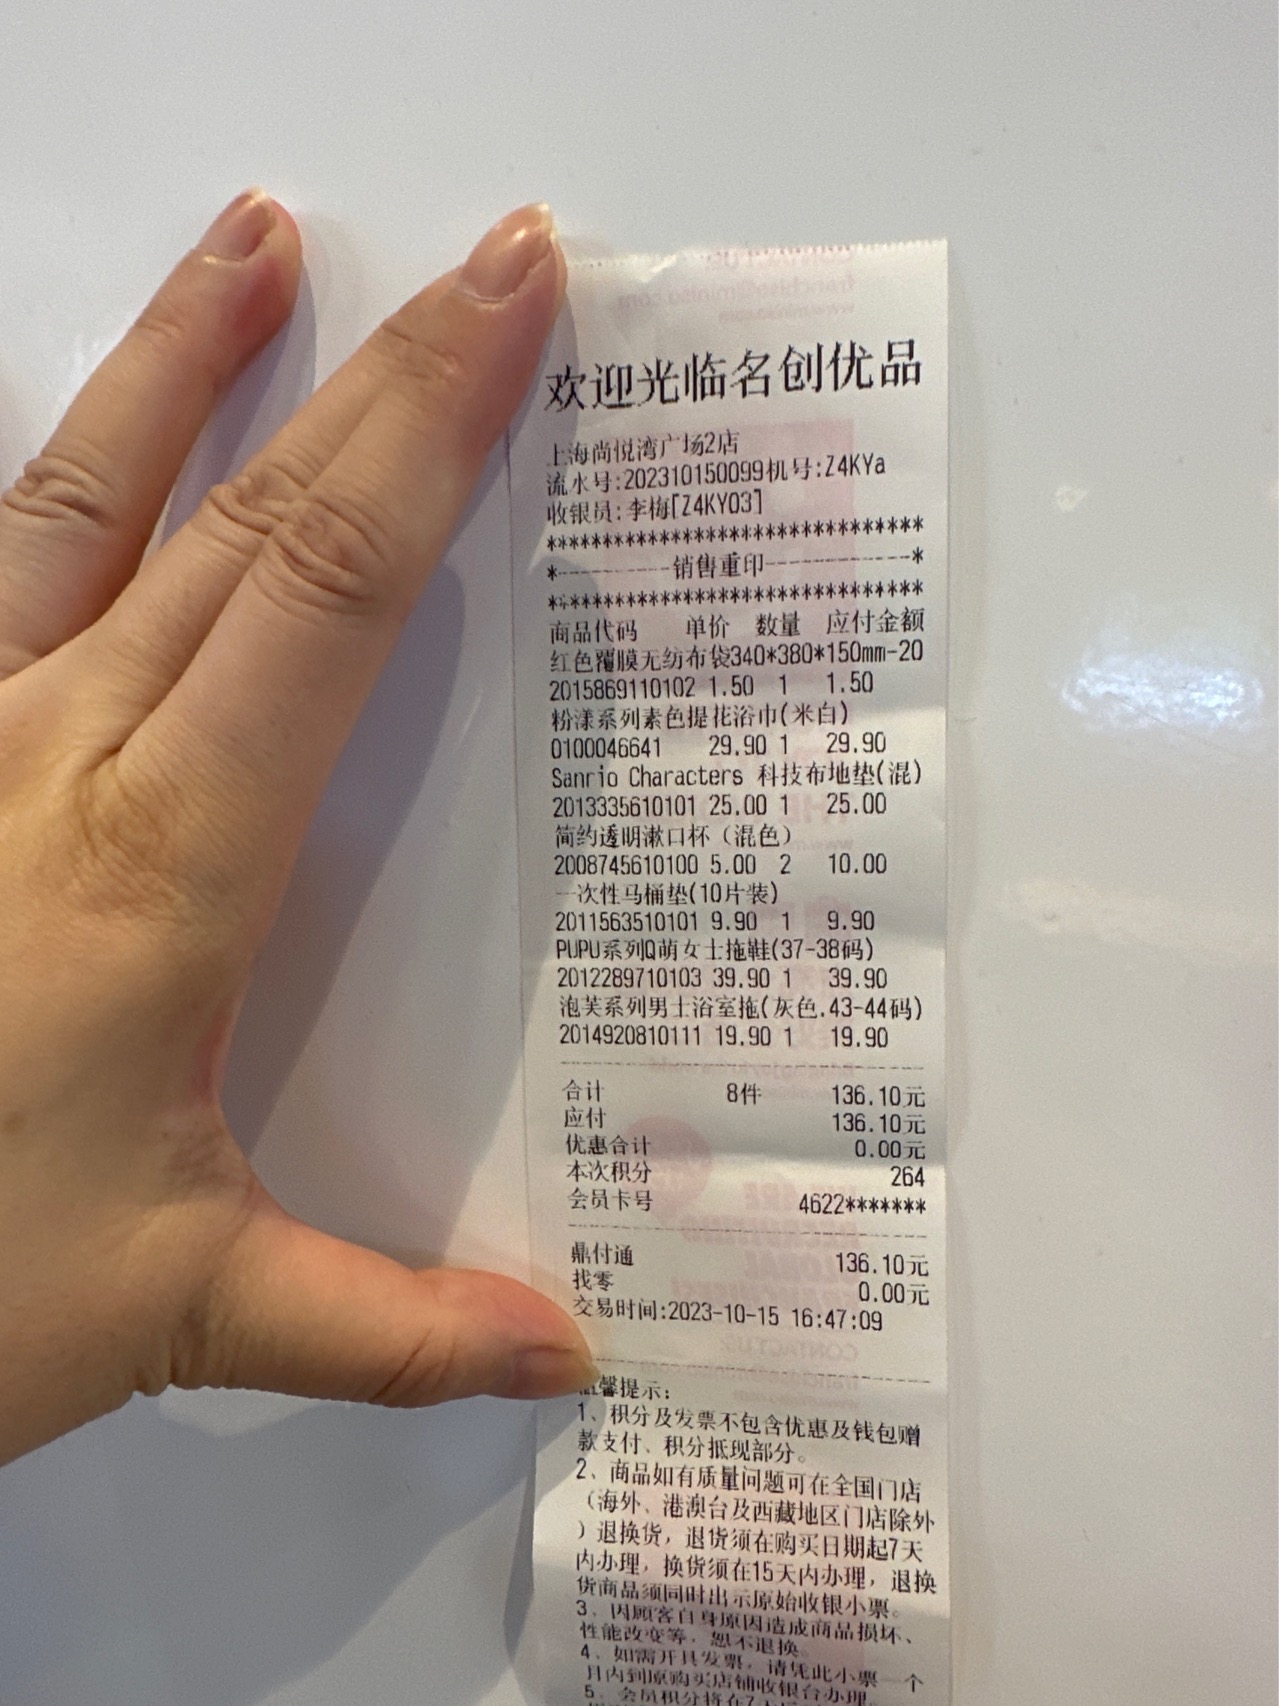 欢迎光临名创优品
上海尚悦湾广场2店
流水号:202310150099机号:Z4KYa
收银员:李梅[Z4KY03]
**********************************
*----------销售重印-------------*
**********************************
商品代码 单价 数量 应付金额
红色覆膜无纺布袋340*380*150mm-20
2015869110102 1.50 1 1.50
粉漾系列素色提花浴巾(米白)
0100046641 29.90 1 29.90
Sanrio Characters 科技布地垫(混)
2013335610101 25.00 1 25.00
简约透明漱口杯（混色）
2008745610100 5.00 2 10.00
一次性马桶垫(10片装)
2011563510101 9.90 1 9.90
PUPU系列Q萌女士拖鞋(37-38码)
2012289710103 39.90 1 39.90
泡芙系列男士浴室拖(灰色.43-44码)
2014920810111 19.90 1 19.90
合计 8件 136.10元
应付 136.10元
优惠合计 0.00元
本次积分 264
会员卡号 4622*******
鼎付通 136.10元
找零 0.00元
交易时间:2023-10-15 16:47:09
馨提示:
1、积分及发票不包含优惠及钱包赠
款支付、积分抵现部分。
2、商品如有质量问题可在全国门店
（海外、港澳台及西藏地区门店除外
）退换货，退货须在购买日期起7天
内办理，换货须在15天内办理，退换
货商品须同时出示原始收银小票。
3、因顾客自身原因造成商品损坏、
性能改变等，恕不退换。
4、如需开具发票，请凭此小票一个
月内到原购买店铺收银台办理
5、会员积分将在7天